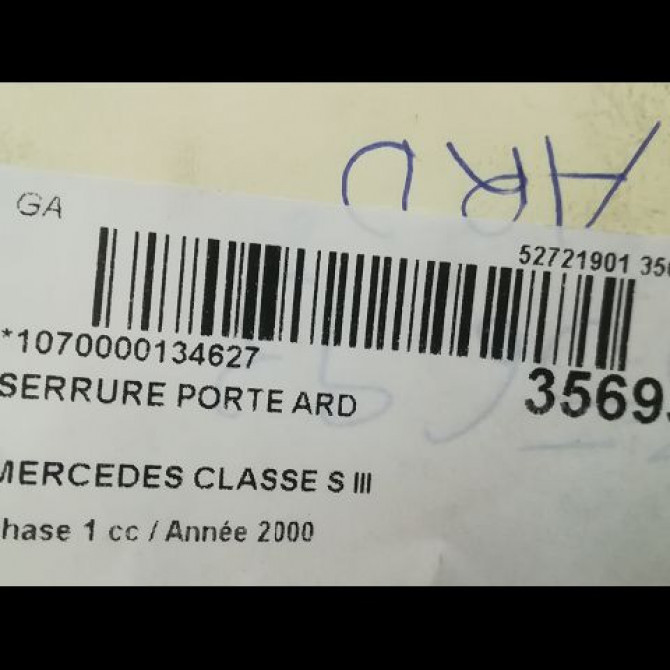 ARD
GA
52721901 356
*1070000134627
SERRURE PORTE ARD
3569
MERCEDES CLASSE S III
hase 1 cc / Année 2000